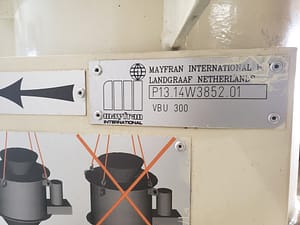 MAYFRAN INTERNATIONAL
LANDGRAAF NETHERLANDS
P13.14W3852.01
VBU 300
mayfran
INTERNATIONAL